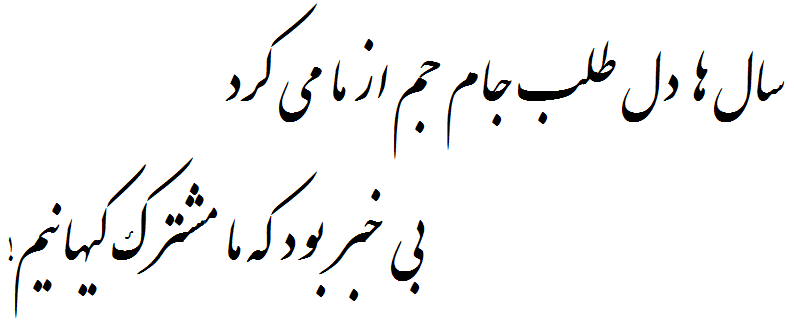 سال ها دل طلب جام جم از ما می کرد
بی خبر بود که ما مشترک کیهانیم!